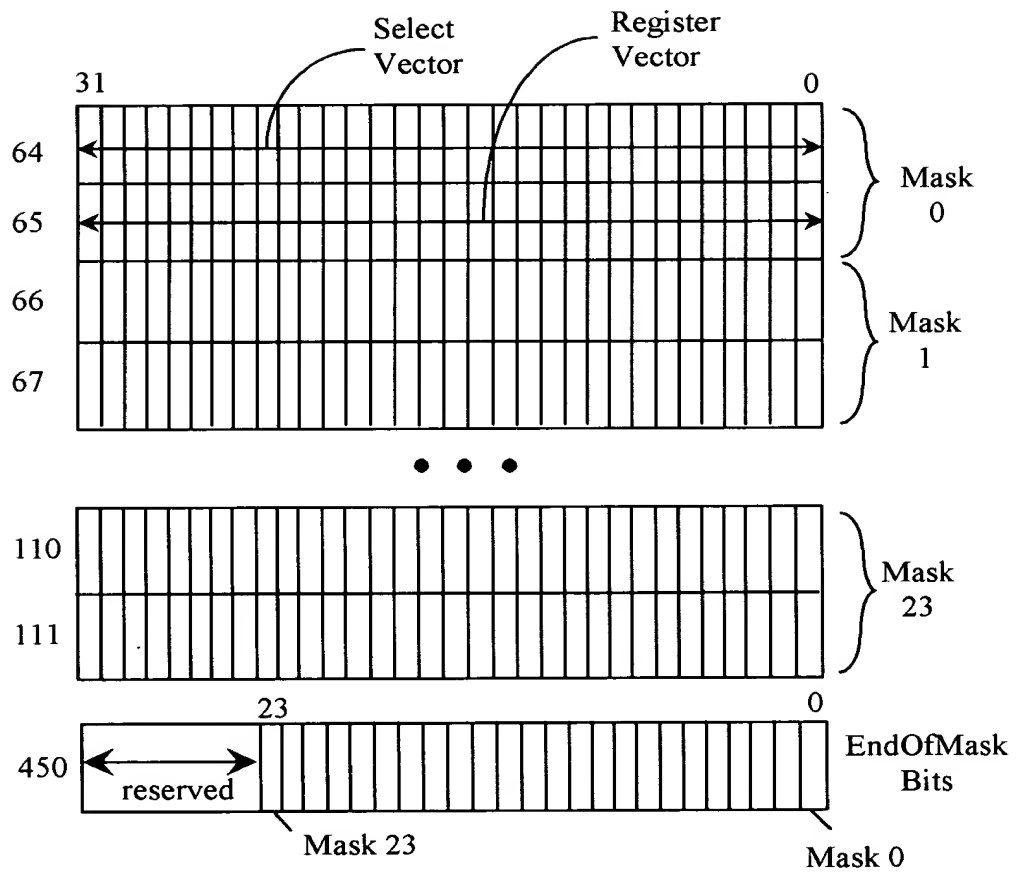 Select
Vector
Register
Vector
31
0
64
65
Mask
0
66
67
Mask
1
110
111
Mask
23
23
0
450
reserved
EndOfMask
Bits
Mask 23
Mask 0